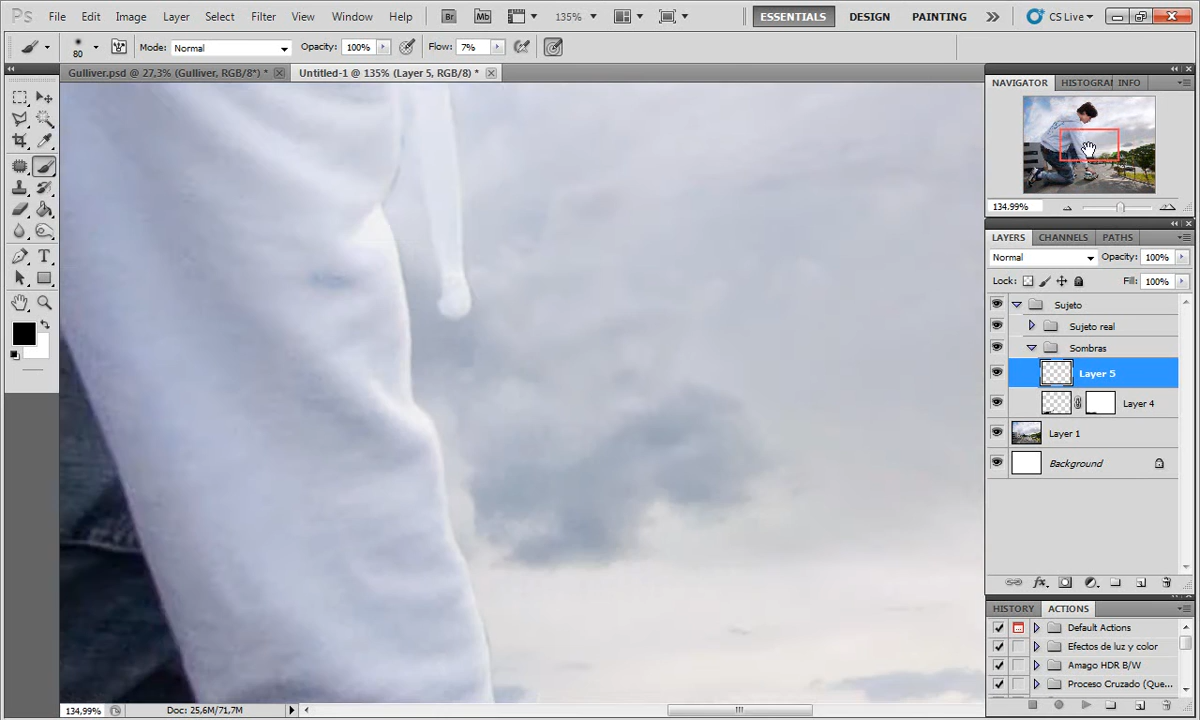 Ps File Edit Image Layer Select Filter View Window Help Br Mb 135% ESSENTIALS DESIGN PAINTING CS Live
80 Mode: Normal Opacity: 100% Flow: 7%
Gulliver.psd @ 27,3% (Gulliver, RGB/8*) * Untitled-1 @ 135% (Layer 5, RGB/8) *
NAVIGATOR HISTOGRAM INFO
134.99%
LAYERS CHANNELS PATHS
Normal Opacity: 100%
Lock: Fill: 100%
Sujeto
Sujeto real
Sombras
Layer 5
Layer 4
Layer 1
Background
fx
HISTORY ACTIONS
Default Actions
Efectos de luz y color
Amago HDR B/W
Proceso Cruzado (Que...
134,99% Doc: 25,6M/71,7M